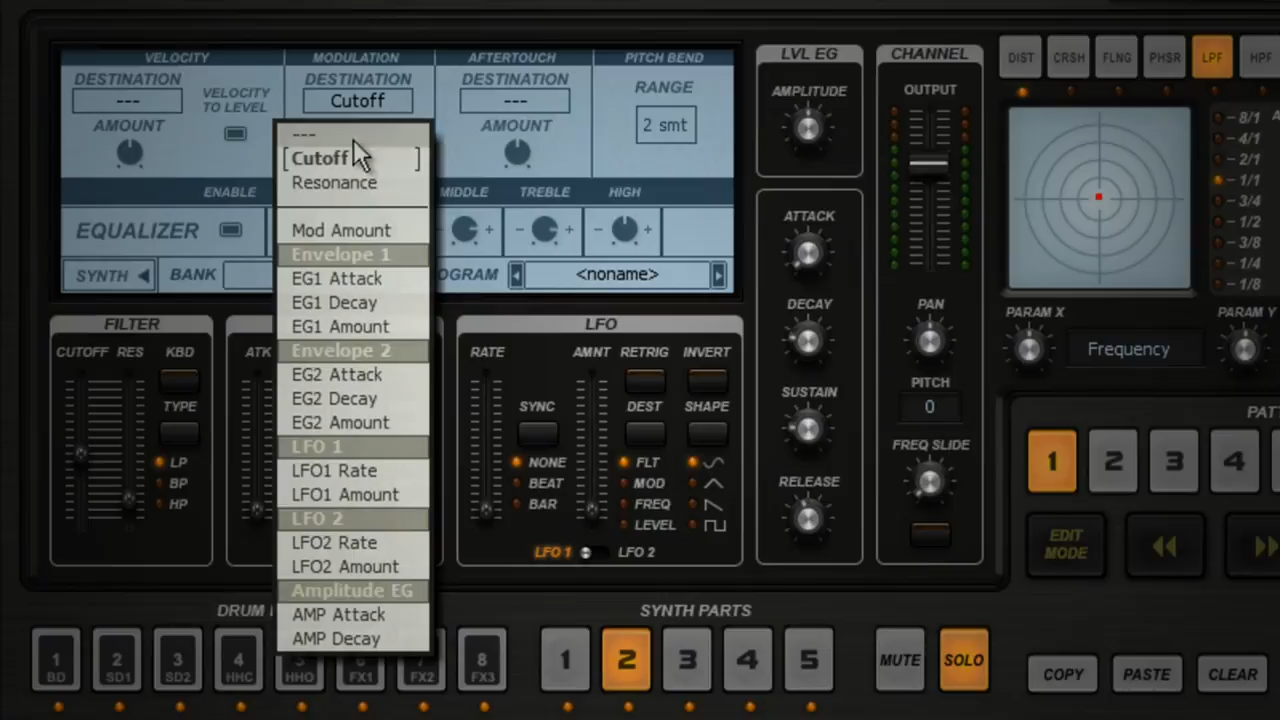 VELOCITY
MODULATION
AFTERTOUCH
PITCH BEND
DESTINATION
---
AMOUNT
VELOCITY
TO LEVEL
DESTINATION
Cutoff
DESTINATION
---
AMOUNT
RANGE
2 smt
---
[Cutoff ]
Resonance
Mod Amount
Envelope 1
EG1 Attack
EG1 Decay
EG1 Amount
Envelope 2
EG2 Attack
EG2 Decay
EG2 Amount
LFO 1
LFO1 Rate
LFO1 Amount
LFO 2
LFO2 Rate
LFO2 Amount
Amplitude EG
AMP Attack
AMP Decay
ENABLE
MIDDLE
TREBLE
HIGH
EQUALIZER
- +
- +
- +
SYNTH
BANK
OGRAM
<noname>
FILTER
CUTOFF RES KBD
TYPE
LP
BP
HP
ATK
LFO
RATE
AMNT RETRIG INVERT
SYNC
DEST SHAPE
NONE
BEAT
BAR
FLT
MOD
FREQ
LEVEL
LFO 1 LFO 2
LVL EG
AMPLITUDE
ATTACK
DECAY
SUSTAIN
RELEASE
CHANNEL
OUTPUT
PAN
PITCH
0
FREQ SLIDE
DIST CRSH FLNG PHSR LPF HPF
8/1
4/1
2/1
1/1
3/4
1/2
3/8
1/4
1/8
PARAM X
Frequency
PARAM Y
PAT
1 2 3 4
EDIT
MODE
DRUM
SYNTH PARTS
1 BD
2 SD1
3 SD2
4 HHC
HHO
FX1
FX2
8 FX3
1 2 3 4 5
MUTE SOLO
COPY PASTE CLEAR